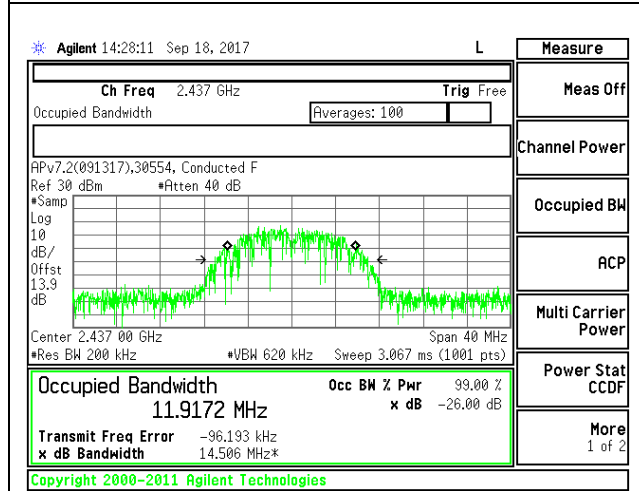 Agilent 14:28:11 Sep 18, 2017 L
Measure
Ch Freq 2.437 GHz Trig Free
Meas Off
Occupied Bandwidth Averages: 100
Channel Power
APv7.2(091317),30554, Conducted F
Ref 30 dBm #Atten 40 dB
#Samp
Log
10
dB/
Offst
13.9
dB
Occupied BW
ACP
Multi Carrier
Power
Center 2.437 00 GHz Span 40 MHz
#Res BW 200 kHz #VBW 620 kHz Sweep 3.067 ms (1001 pts)
Occupied Bandwidth Occ BW % Pwr 99.00 %
11.9172 MHz x dB -26.00 dB
Transmit Freq Error -96.193 kHz
x dB Bandwidth 14.506 MHz*
Power Stat
CCDF
More
1 of 2
Copyright 2000-2011 Agilent Technologies